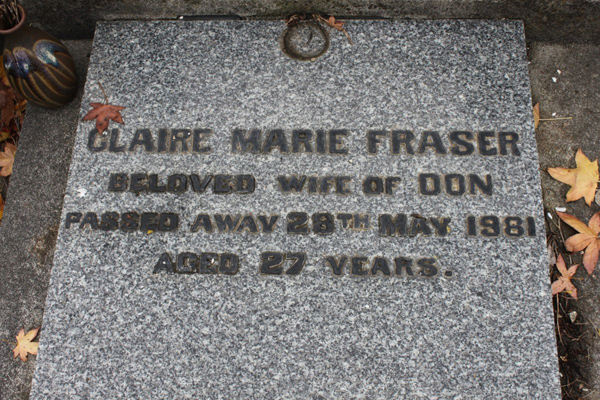 CLAIRE MARIE FRASER
BELOVED WIFE OF DON
PASSED AWAY 28TH MAY 1981
AGED 27 YEARS.